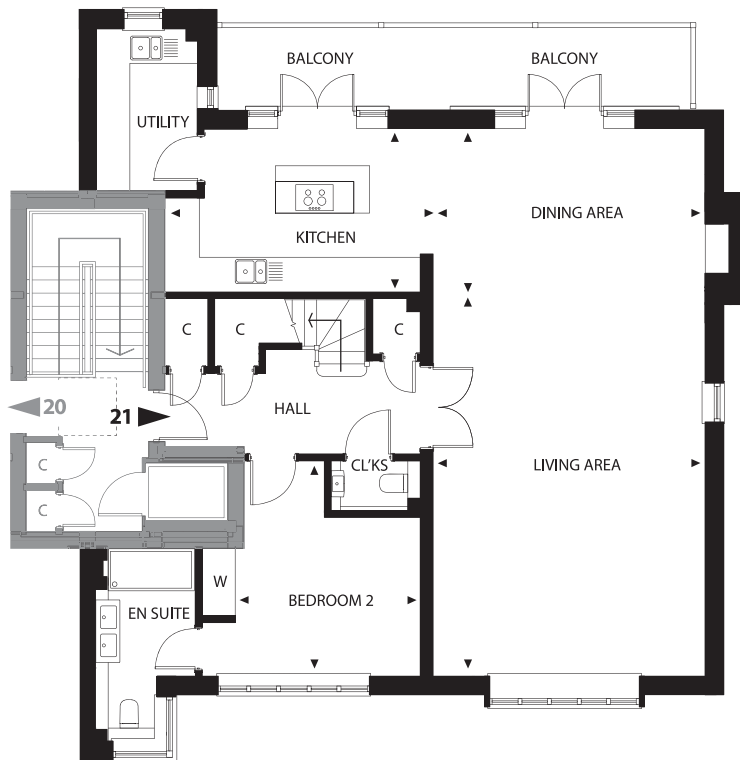 BALCONY
BALCONY
UTILITY
DINING AREA
KITCHEN
C
C
C
20
21
HALL
C
CL'KS
LIVING AREA
C
W
BEDROOM 2
EN SUITE